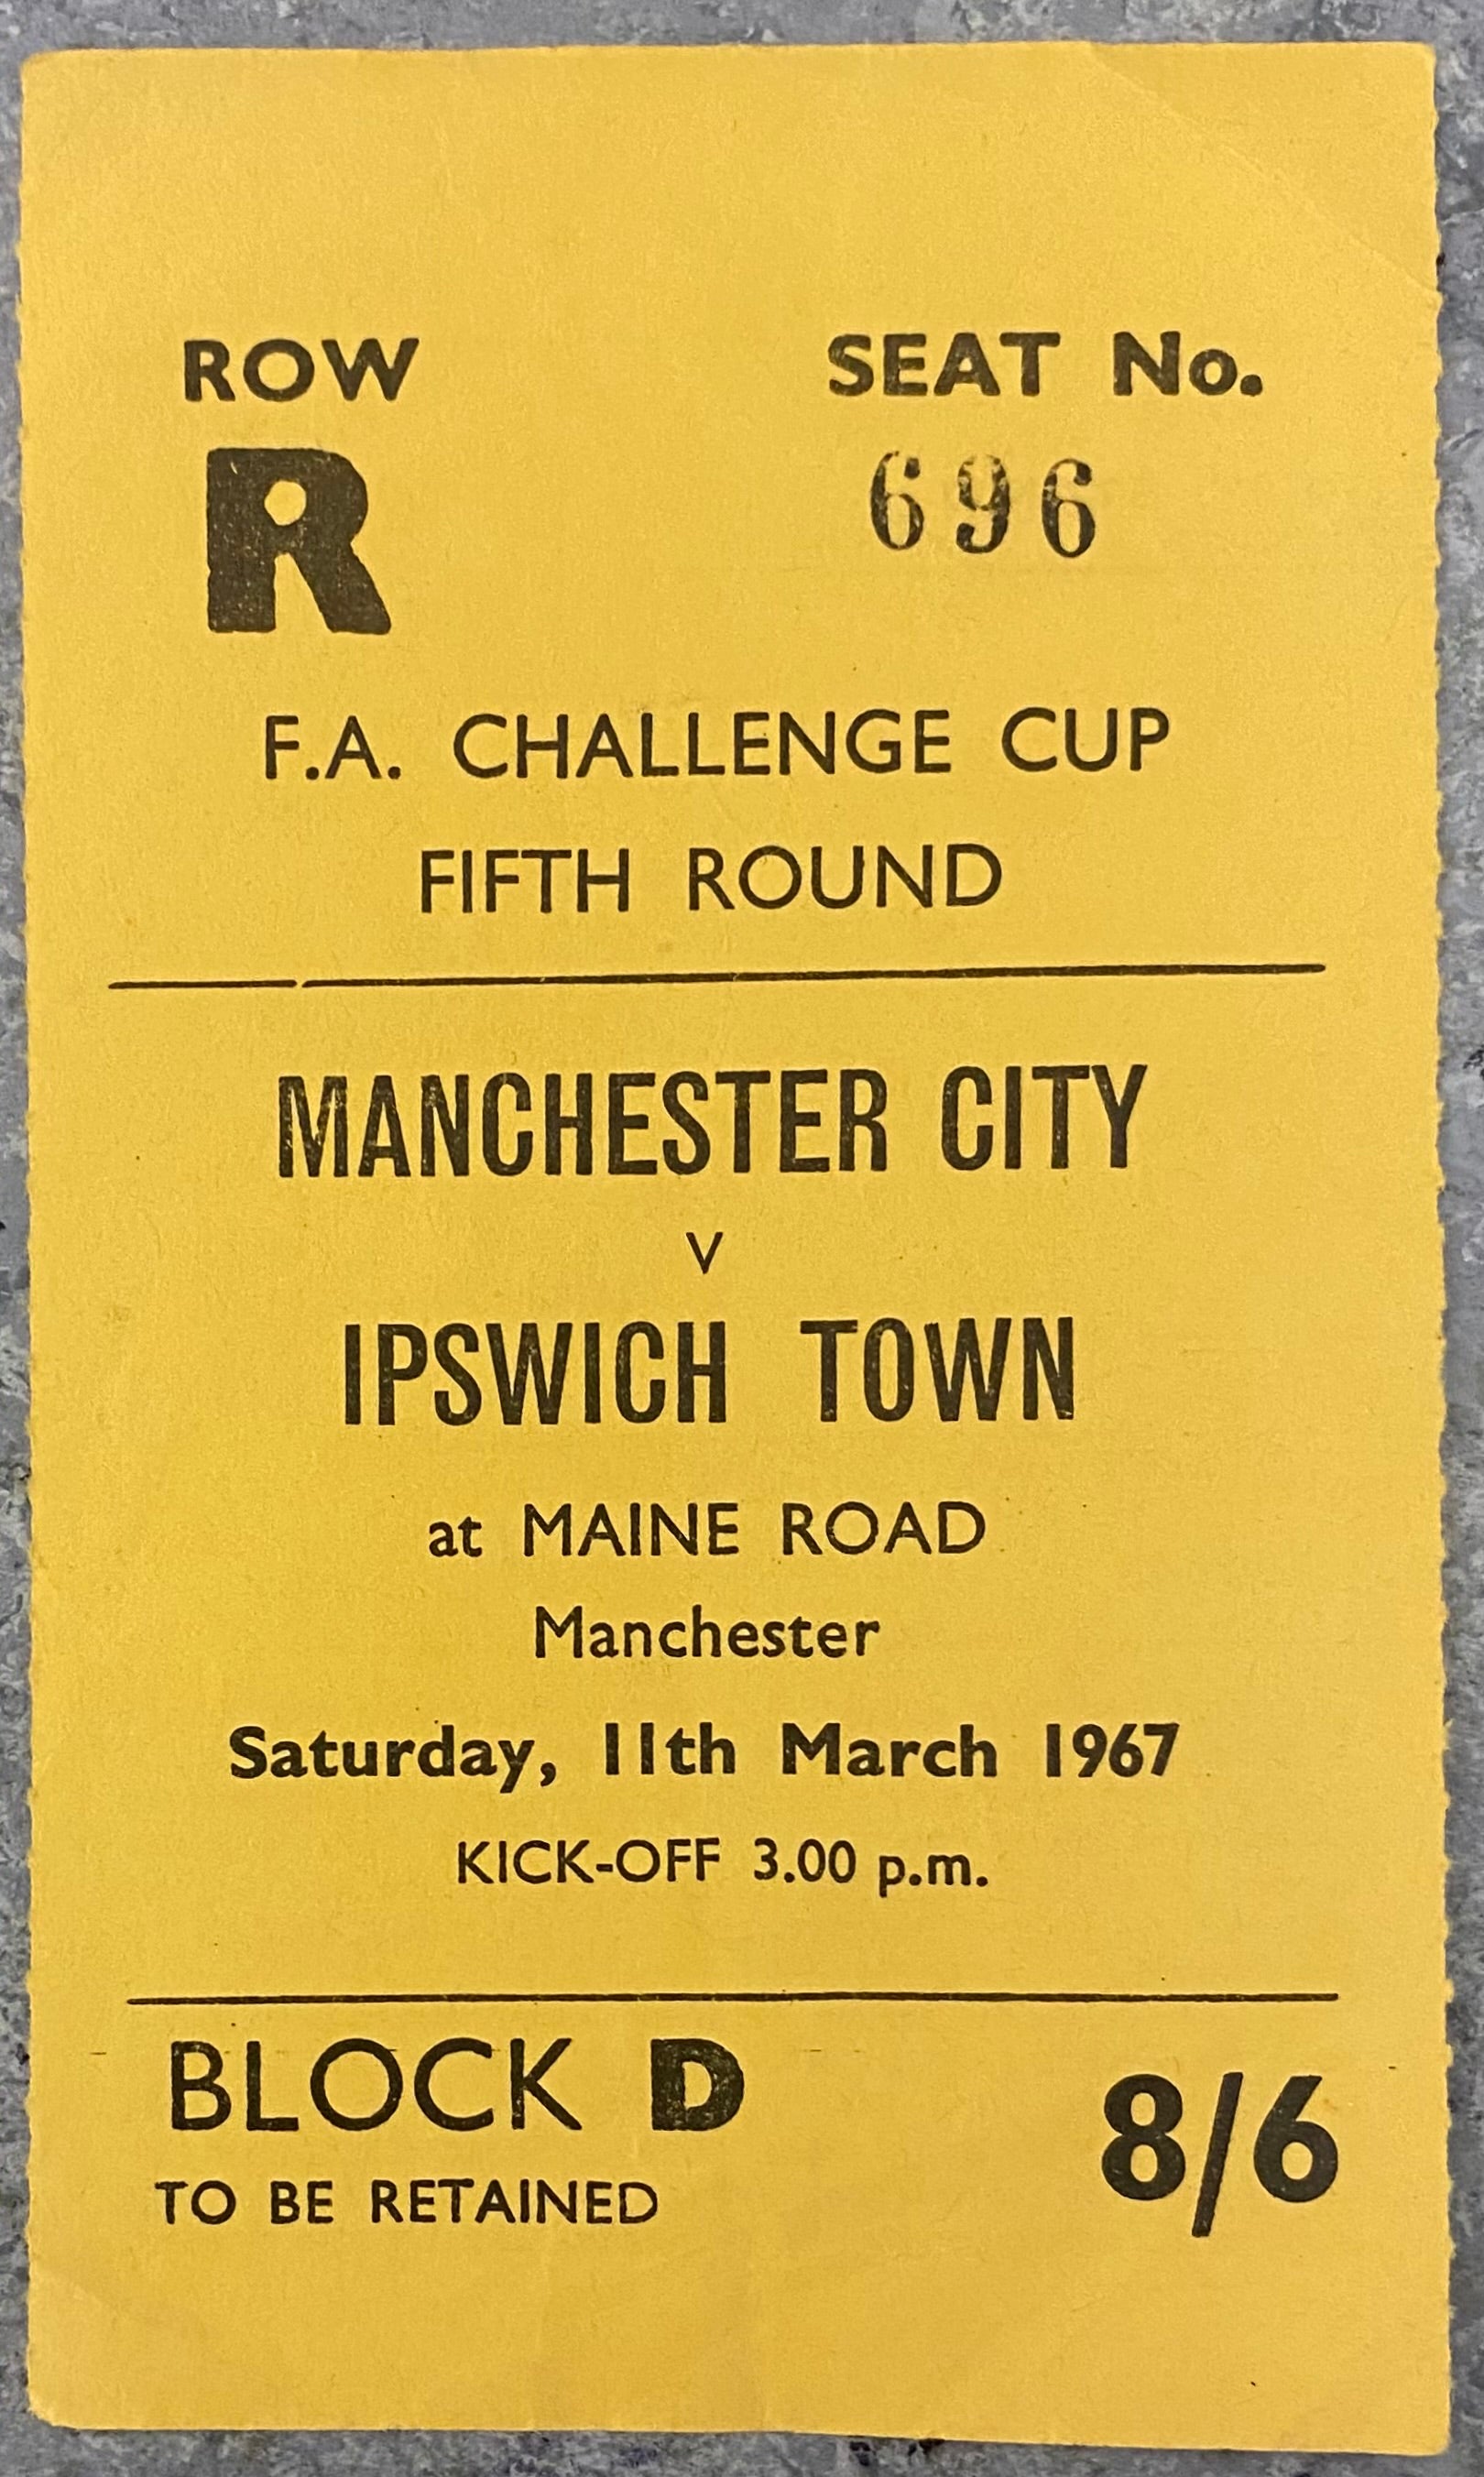 ROW SEAT No.
R 696
F.A. CHALLENGE CUP
FIFTH ROUND
MANCHESTER CITY
v
IPSWICH TOWN
at MAINE ROAD
Manchester
Saturday, 11th March 1967
KICK-OFF 3.00 p.m.
BLOCK D 8/6
TO BE RETAINED